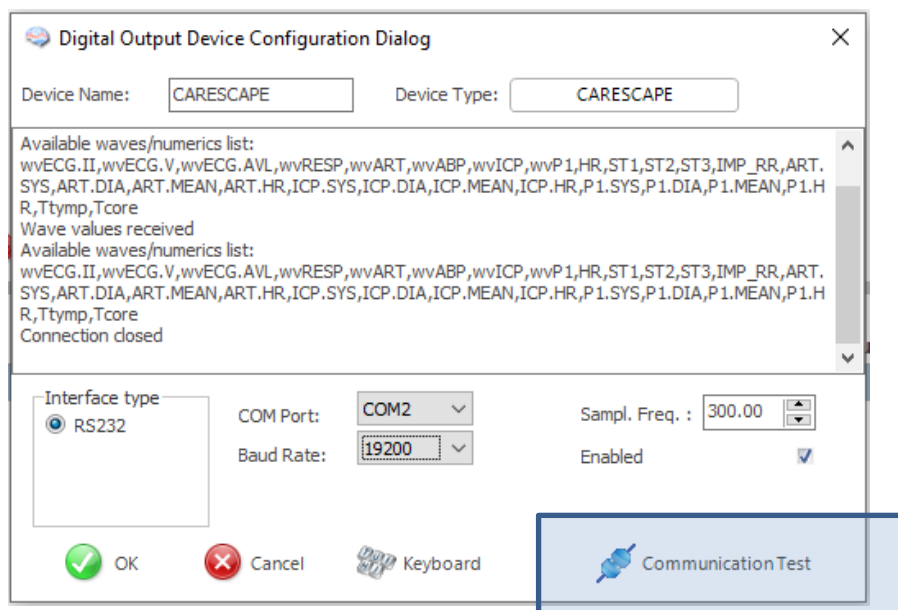 Digital Output Device Configuration Dialog
Device Name: CARESCAPE Device Type: CARESCAPE
Available waves/numerics list:
wvECG.II,wvECG.V,wvECG.AVL,wvRESP,wvART,wvABP,wvICP,wvP1,HR,ST1,ST2,ST3,IMP_RR,ART.
SYS,ART.DIA,ART.MEAN,ART.HR,ICP.SYS,ICP.DIA,ICP.MEAN,ICP.HR,P1.SYS,P1.DIA,P1.MEAN,P1.H
R,Ttymp,Tcore
Wave values received
Available waves/numerics list:
wvECG.II,wvECG.V,wvECG.AVL,wvRESP,wvART,wvABP,wvICP,wvP1,HR,ST1,ST2,ST3,IMP_RR,ART.
SYS,ART.DIA,ART.MEAN,ART.HR,ICP.SYS,ICP.DIA,ICP.MEAN,ICP.HR,P1.SYS,P1.DIA,P1.MEAN,P1.H
R,Ttymp,Tcore
Connection closed
Interface type
RS232
COM Port: COM2 Sampl. Freq. : 300.00
Baud Rate: 19200 Enabled
OK Cancel Keyboard Communication Test